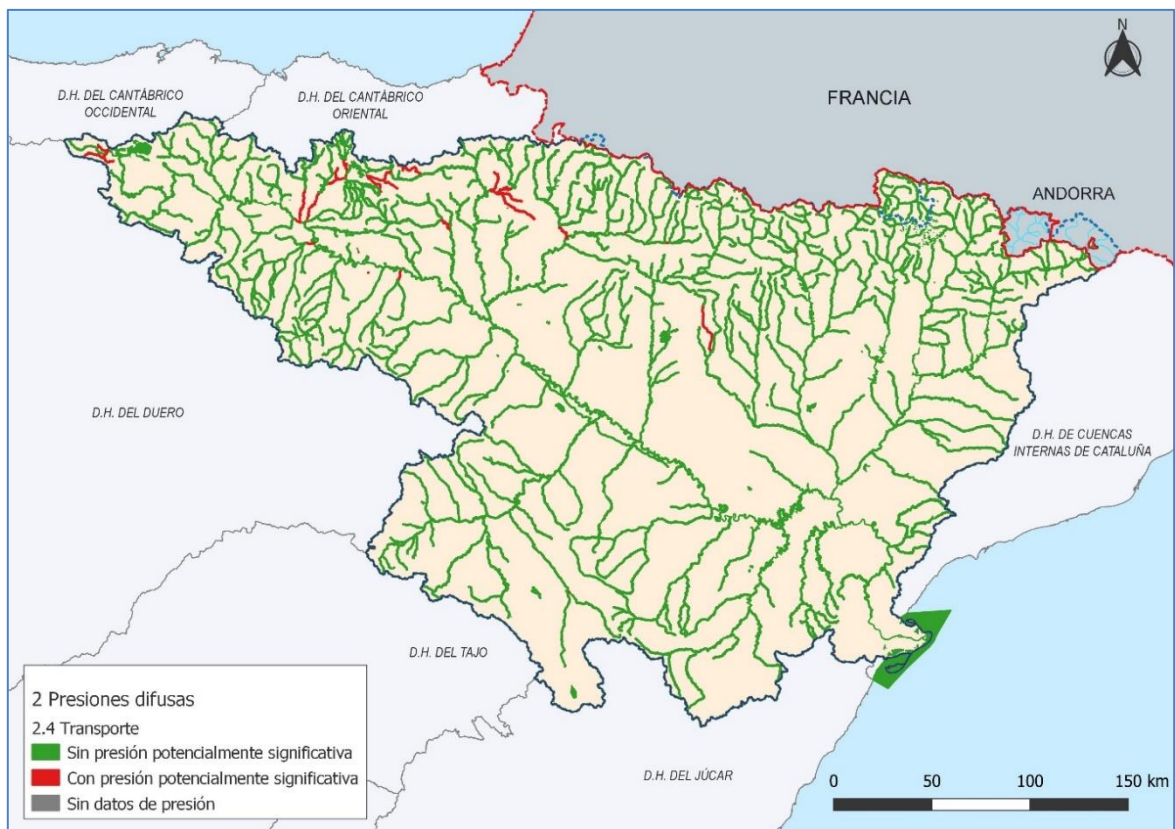 N
D.H. DEL CANTÀBRICO
OCCIDENTAL
D.H. DEL CANTÀBRICO
ORIENTAL
FRANCIA
ANDORRA
D.H. DEL DUERO
D.H. DE CUENCAS
INTERNAS DE CATALUÑA
D.H. DEL TAJO
D.H. DEL JÚCAR
2 Presiones difusas
2.4 Transporte
Sin presión potencialmente significativa
Con presión potencialmente significativa
Sin datos de presión
0 50 100 150 km